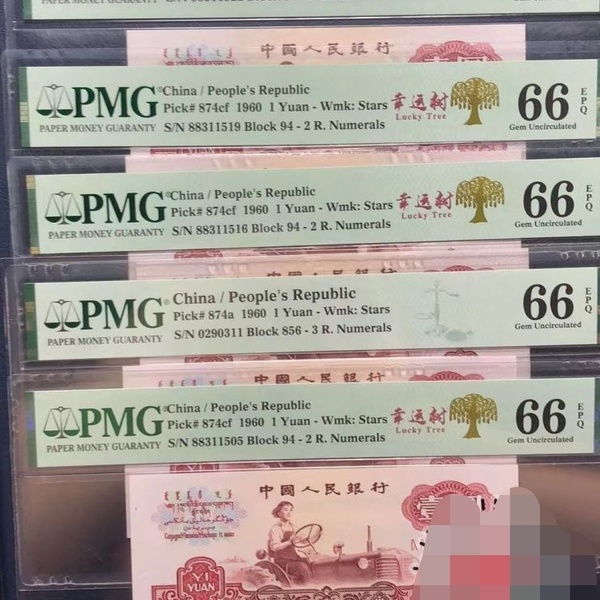 S/N 88311522 Block 94 - 2 R. Numerals
中國人民銀行
PMG
PAPER MONEY GUARANTY
China / People's Republic
Pick# 874cf 1960 1 Yuan - Wmk: Stars
S/N 88311519 Block 94 - 2 R. Numerals
幸运树
Lucky Tree
66 EPQ
Gem Uncirculated
PMG
PAPER MONEY GUARANTY
China / People's Republic
Pick# 874cf 1960 1 Yuan - Wmk: Stars
S/N 88311516 Block 94 - 2 R. Numerals
幸运树
Lucky Tree
66 EPQ
Gem Uncirculated
中國人民銀行
PMG
PAPER MONEY GUARANTY
China / People's Republic
Pick# 874a 1960 1 Yuan - Wmk: Stars
S/N 0290311 Block 856 - 3 R. Numerals
66 EPQ
Gem Uncirculated
PMG
PAPER MONEY GUARANTY
China / People's Republic
Pick# 874cf 1960 1 Yuan - Wmk: Stars
S/N 88311505 Block 94 - 2 R. Numerals
幸运树
Lucky Tree
66 EPQ
Gem Uncirculated
中國人民銀行
YI
YUAN